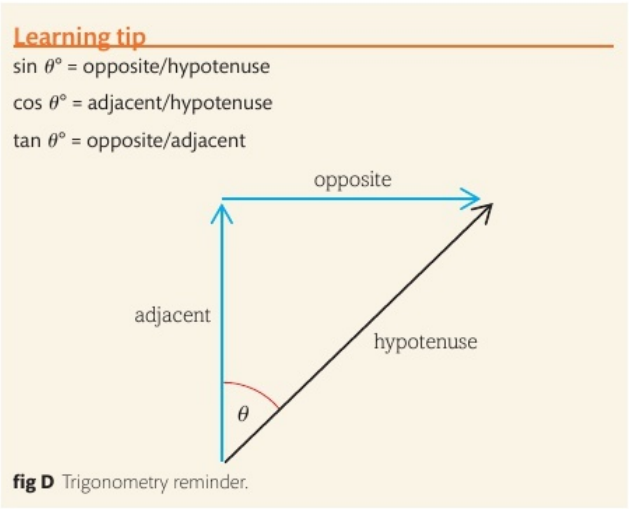 Learning tip
sin θ° = opposite/hypotenuse
cos θ° = adjacent/hypotenuse
tan θ° = opposite/adjacent
opposite
adjacent
hypotenuse
θ
fig D Trigonometry reminder.